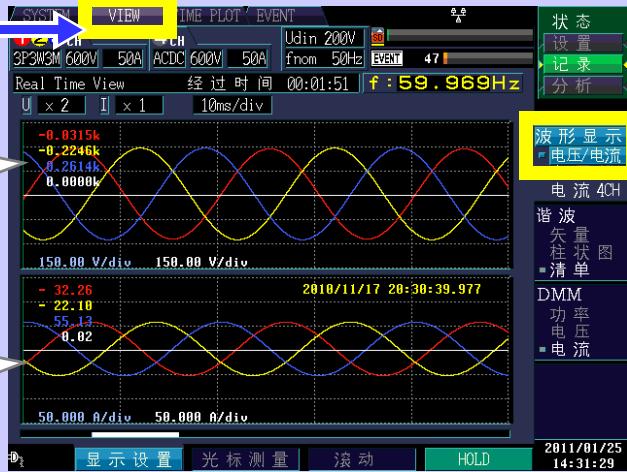 SYSTEM VIEW TIME PLOT EVENT
CH 4CH Udin 200V SD
3P3W3M 600V 50A ACDC 600V 50A fnom 50Hz EVENT 47
Real Time View 经过时间 00:01:51 f:59.969Hz
U ×2 I ×1 10ms/div
-0.0315k
-0.2246k
0.2614k
0.0000k
150.00 V/div 150.00 V/div
- 32.26 2010/11/17 20:30:39.977
- 22.10
55.13
0.02
50.000 A/div 50.000 A/div
显示设置 光标测量 滚动 HOLD
状态
设置
记录
分析
波形显示
电压/电流
电流4CH
谐波
矢量
柱状图
清单
DMM
功率
电压
电流
2011/01/25
14:31:29